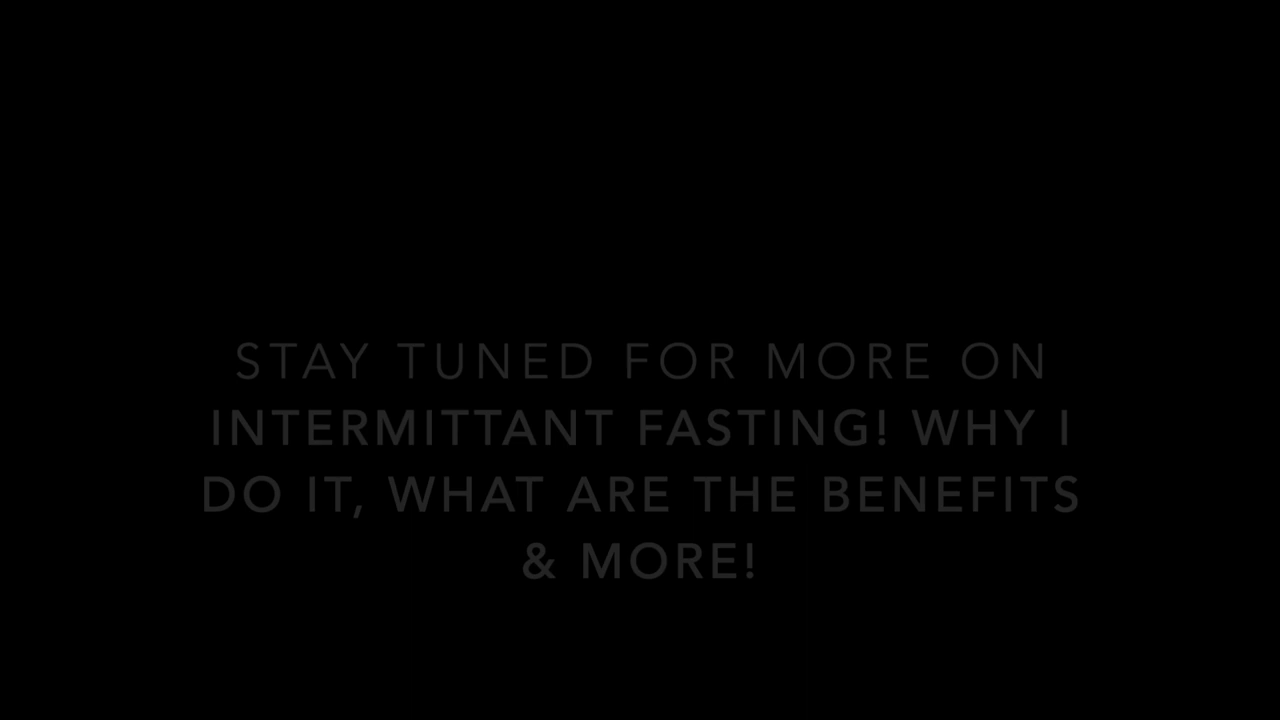 STAY TUNED FOR MORE ON
INTERMITTANT FASTING! WHY I
DO IT, WHAT ARE THE BENEFITS
& MORE!